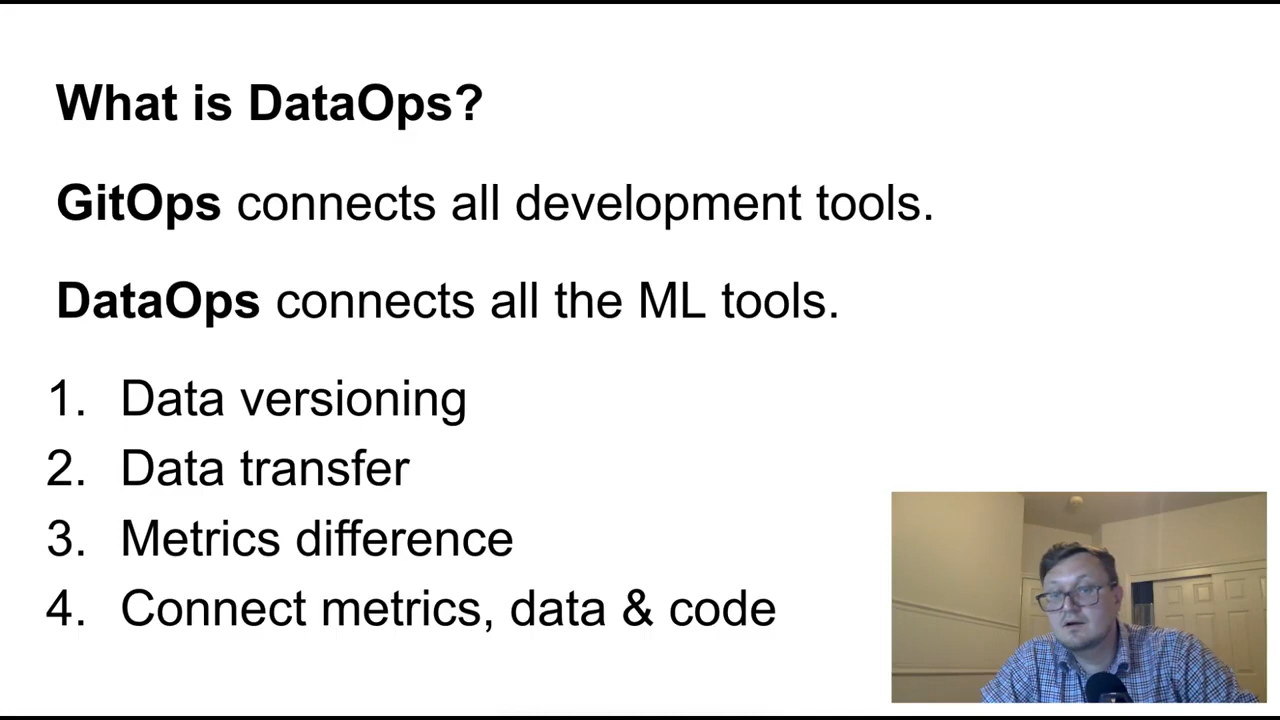 What is DataOps?
GitOps connects all development tools.
DataOps connects all the ML tools.
1. Data versioning
2. Data transfer
3. Metrics difference
4. Connect metrics, data & code